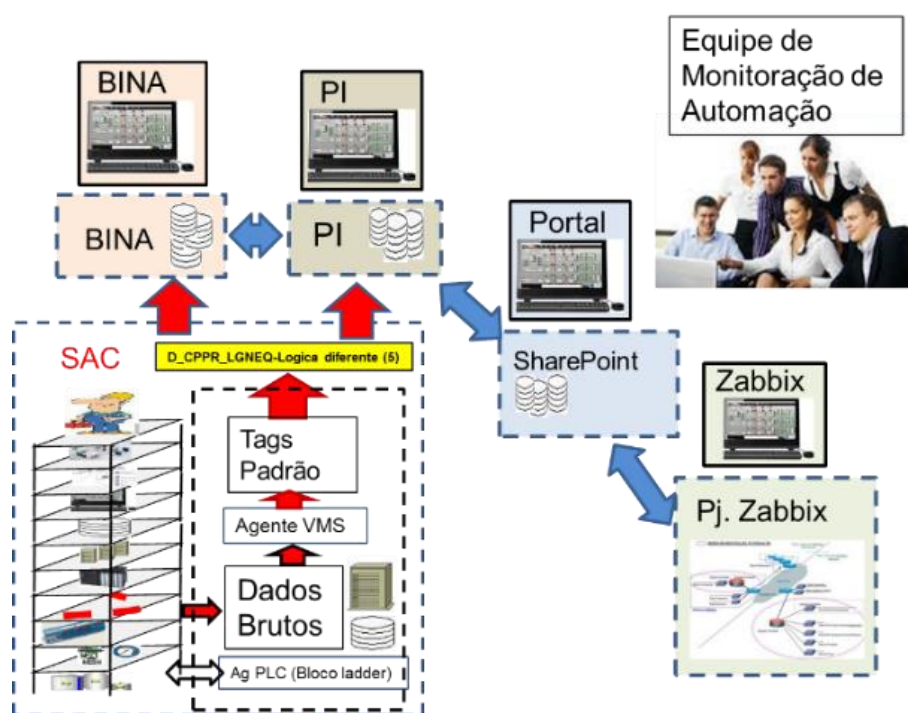 Equipe de
Monitoração de
Automação
BINA
PI
BINA
PI
Portal
SharePoint
Zabbix
Pj. Zabbix
SAC
D_CPPR_LGNEQ-Logica diferente (5)
Tags
Padrão
Agente VMS
Dados
Brutos
Ag PLC (Bloco ladder)